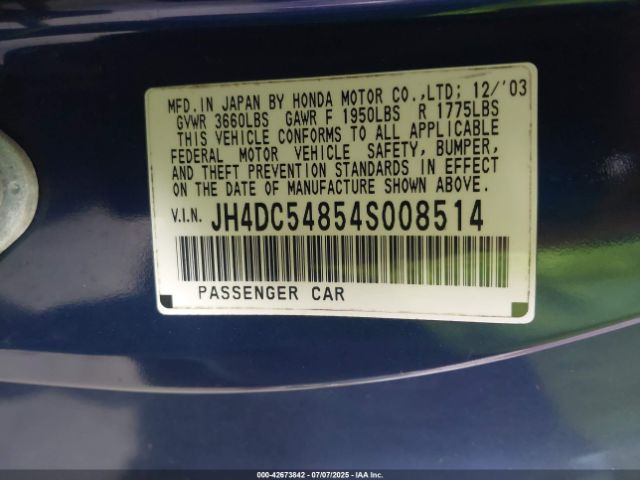 MFD. IN JAPAN BY HONDA MOTOR CO.,LTD; 12/'03
GVWR 3660LBS GAWR F 1950LBS R 1775LBS
THIS VEHICLE CONFORMS TO ALL APPLICABLE
FEDERAL MOTOR VEHICLE SAFETY, BUMPER,
AND THEFT PREVENTION STANDARDS IN EFFECT
ON THE DATE OF MANUFACTURE SHOWN ABOVE.
V.I.N. JH4DC54854S008514
PASSENGER CAR
000-42673842 - 07/07/2025 - IAAI.COM